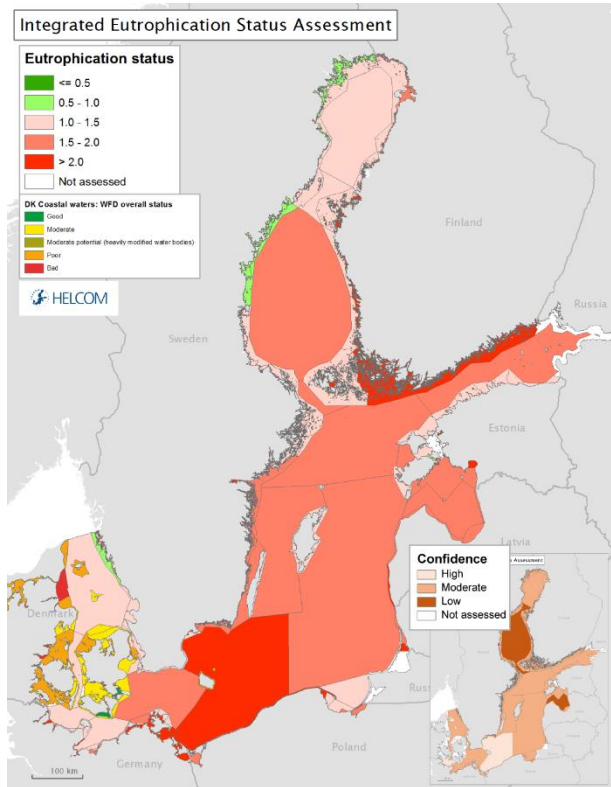 Integrated Eutrophication Status Assessment
Eutrophication status
<= 0.5
0.5 - 1.0
1.0 - 1.5
1.5 - 2.0
> 2.0
Not assessed
DK Coastal waters: WFD overall status
Good
Moderate
Moderate potential (heavily modified water bodies)
Poor
Bad
HELCOM
Finland
Russia
Sweden
Estonia
Latvia
Denmark
Confidence
High
Moderate
Low
Not assessed
Assessment
Poland
Germany
100 km